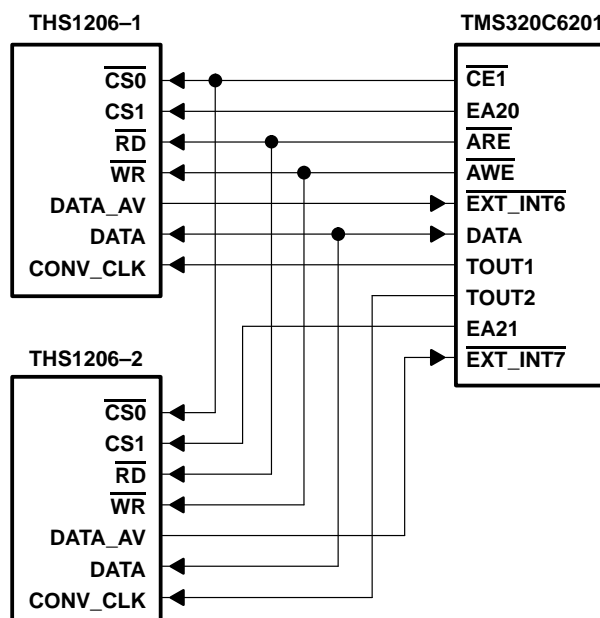 THS1206–1
CS0
CS1
RD
WR
DATA_AV
DATA
CONV_CLK
TMS320C6201
CE1
EA20
ARE
AWE
EXT_INT6
DATA
TOUT1
TOUT2
EA21
EXT_INT7
THS1206–2
CS0
CS1
RD
WR
DATA_AV
DATA
CONV_CLK